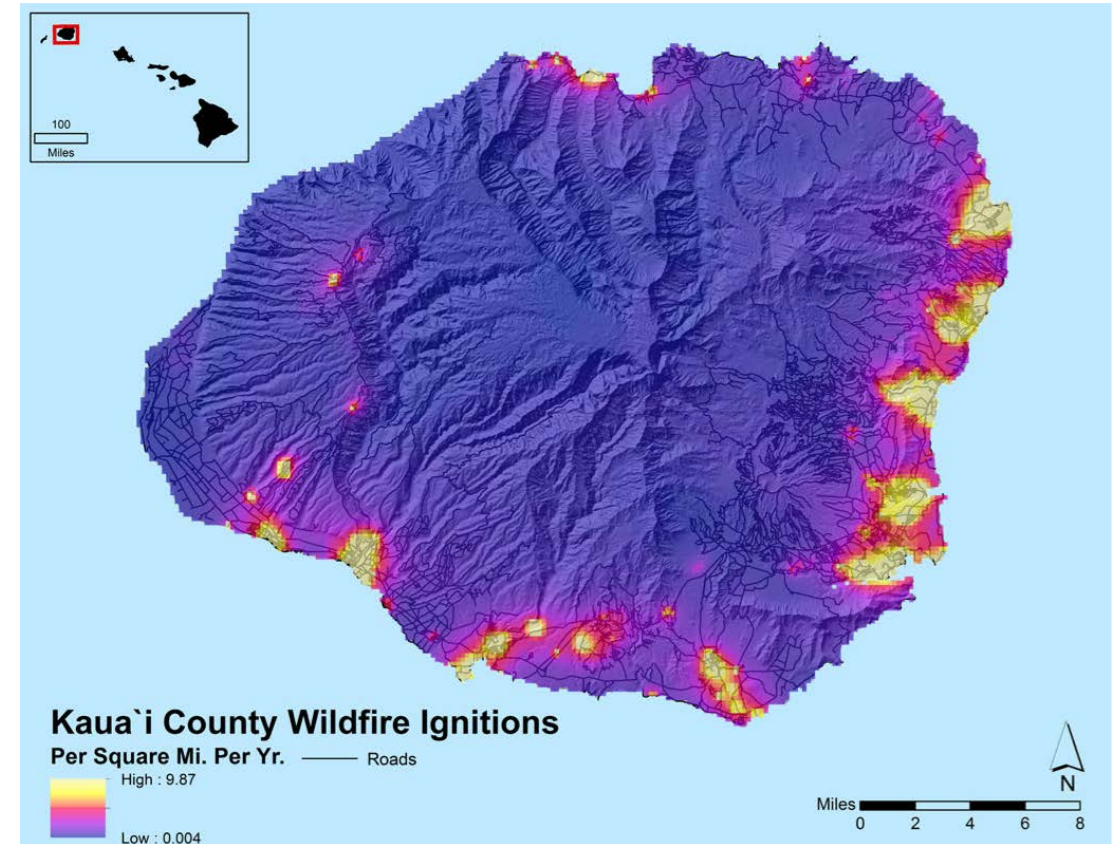 100
Miles
Kaua`i County Wildfire Ignitions
Per Square Mi. Per Yr.
Roads
High : 9.87
Low : 0.004
N
Miles
0 2 4 6 8